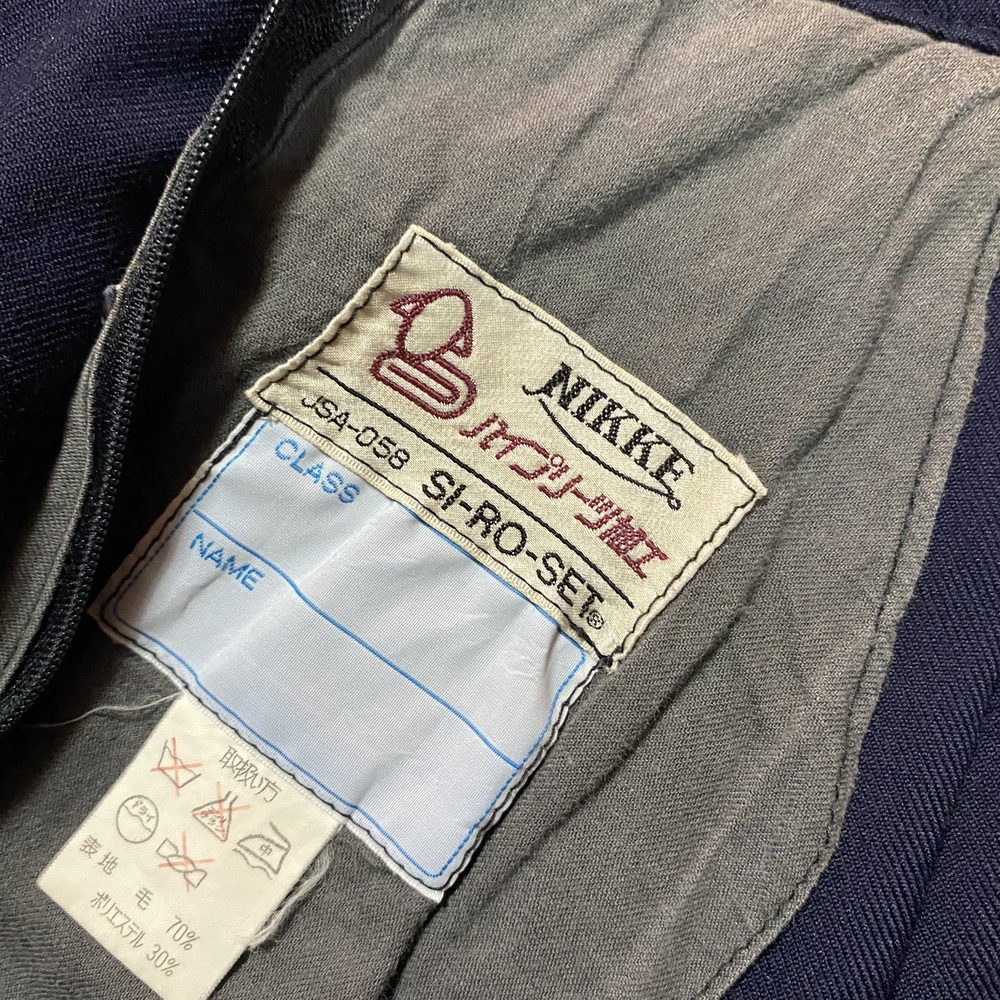 NIKKE
ハイプリーツ加工
JSA-058 SI-RO-SET®
CLASS
NAME
取扱い方
ドライ
中
表地 毛 70%
ポリエステル 30%